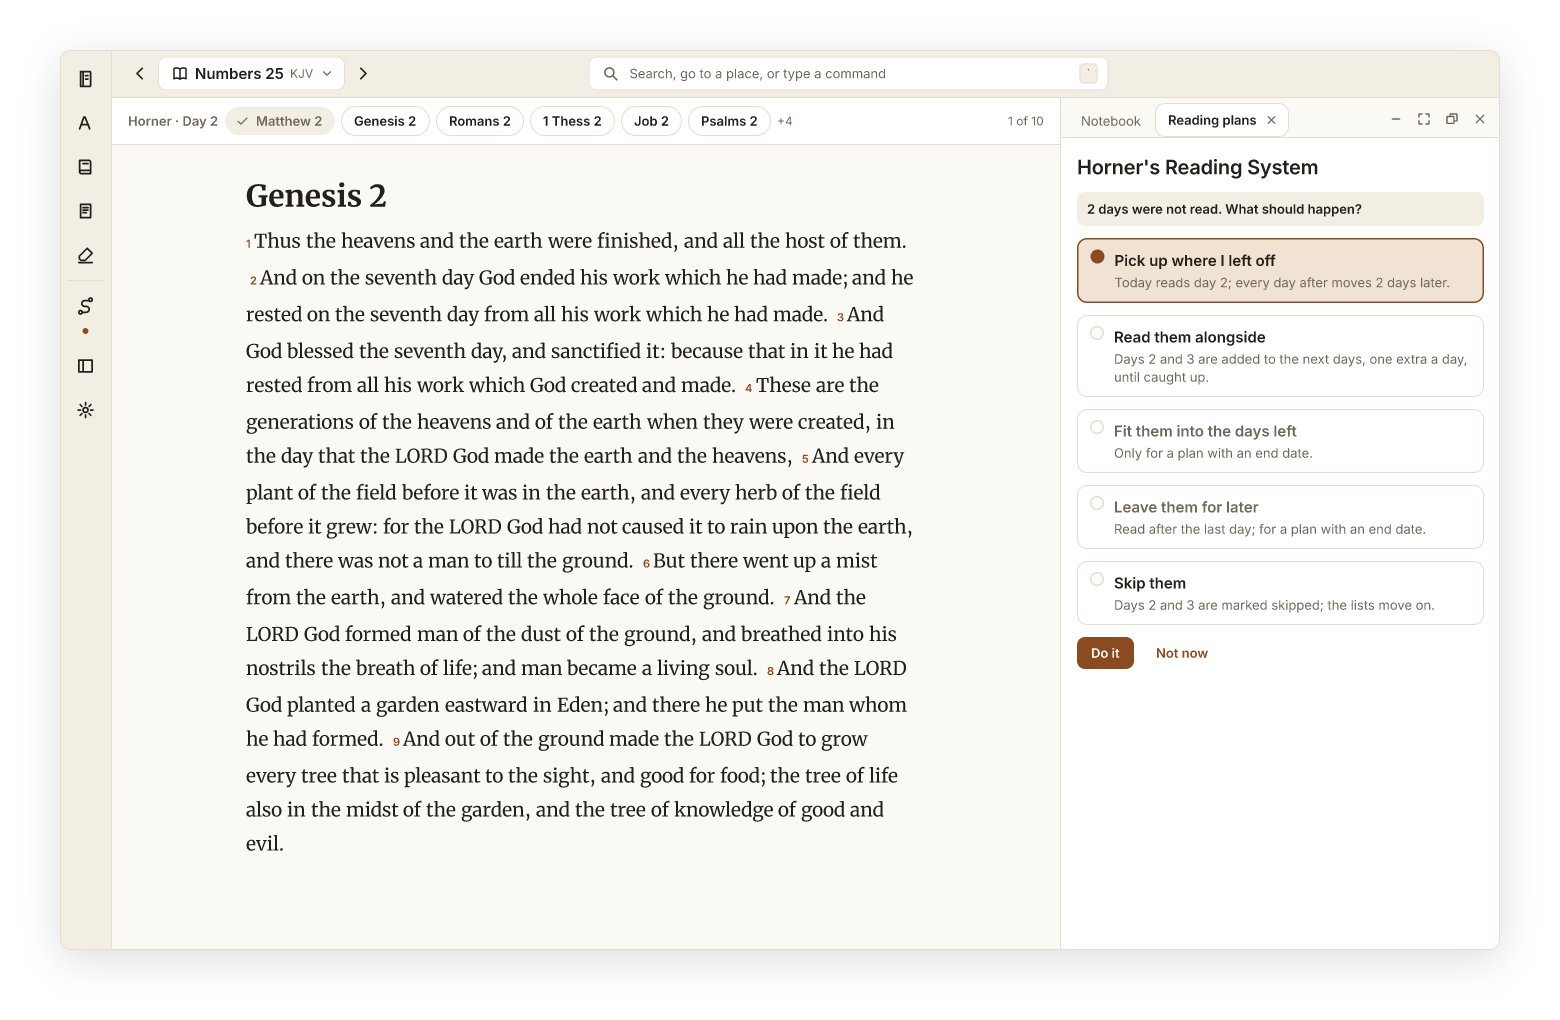 Numbers 25 KJV
Search, go to a place, or type a command
Horner · Day 2 Matthew 2 Genesis 2 Romans 2 1 Thess 2 Job 2 Psalms 2 +4 1 of 10
Genesis 2
1 Thus the heavens and the earth were finished, and all the host of them.
2 And on the seventh day God ended his work which he had made; and he
rested on the seventh day from all his work which he had made. 3 And
God blessed the seventh day, and sanctified it: because that in it he had
rested from all his work which God created and made. 4 These are the
generations of the heavens and of the earth when they were created, in
the day that the LORD God made the earth and the heavens, 5 And every
plant of the field before it was in the earth, and every herb of the field
before it grew: for the LORD God had not caused it to rain upon the earth,
and there was not a man to till the ground. 6 But there went up a mist
from the earth, and watered the whole face of the ground. 7 And the
LORD God formed man of the dust of the ground, and breathed into his
nostrils the breath of life; and man became a living soul. 8 And the LORD
God planted a garden eastward in Eden; and there he put the man whom
he had formed. 9 And out of the ground made the LORD God to grow
every tree that is pleasant to the sight, and good for food; the tree of life
also in the midst of the garden, and the tree of knowledge of good and
evil.
Notebook Reading plans
Horner's Reading System
2 days were not read. What should happen?
Pick up where I left off
Today reads day 2; every day after moves 2 days later.
Read them alongside
Days 2 and 3 are added to the next days, one extra a day,
until caught up.
Fit them into the days left
Only for a plan with an end date.
Leave them for later
Read after the last day; for a plan with an end date.
Skip them
Days 2 and 3 are marked skipped; the lists move on.
Do it Not now